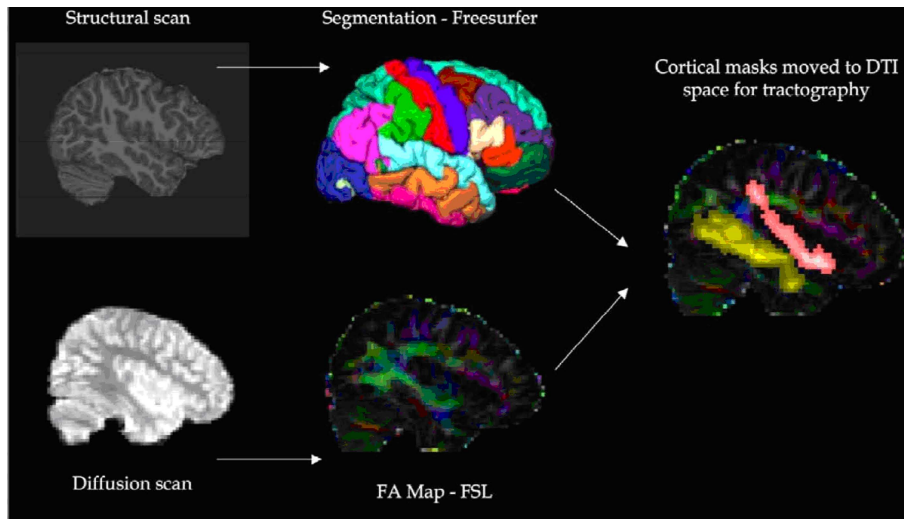 Structural scan
Segmentation - Freesurfer
Cortical masks moved to DTI
space for tractography
Diffusion scan
FA Map - FSL